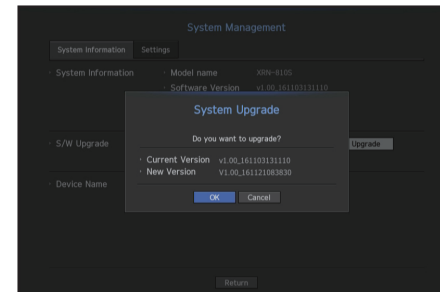 System Management
System Information Settings
· System Information · Model name XRN-610S
· Software Version v1.00_161103131110
System Upgrade
Do you want to upgrade?
· Current Version v1.00_161103131110
· New Version V1.00_161121083830
OK Cancel
· S/W Upgrade Upgrade
· Device Name
Return